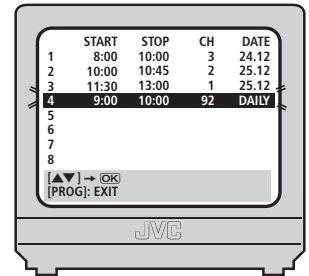 START STOP CH DATE
1 8:00 10:00 3 24.12
2 10:00 10:45 2 25.12
3 11:30 13:00 1 25.12
4 9:00 10:00 92 DAILY
5
6
7
8
[▲▼] → OK
[PROG]: EXIT
JVC